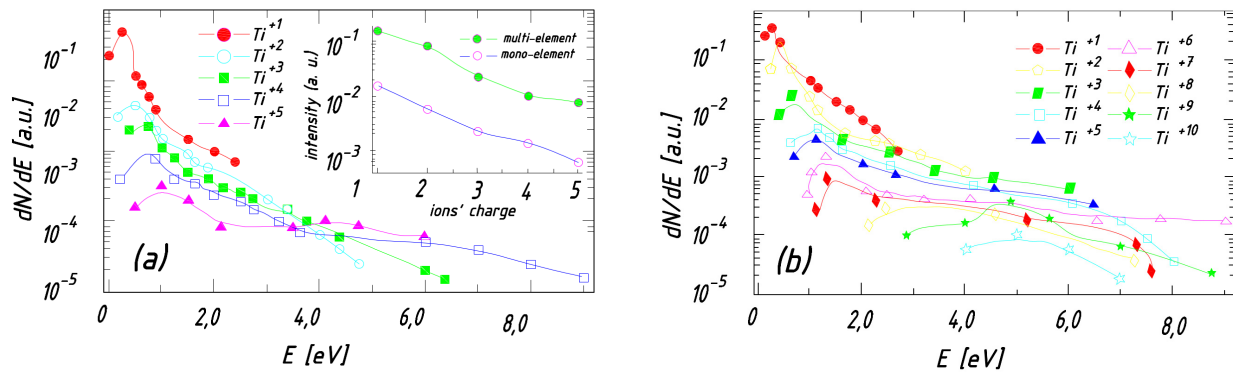 dN/dE [a.u.]
10⁻¹
10⁻²
10⁻³
10⁻⁴
10⁻⁵
Ti +1
Ti +2
Ti +3
Ti +4
Ti +5
(a)
2,0
4,0
6,0
8,0
E [eV]
intensity (a. u.)
10⁻¹
10⁻²
10⁻³
multi-element
mono-element
1
2
3
4
5
ions' charge
dN/dE [a.u.]
10⁻¹
10⁻²
10⁻³
10⁻⁴
10⁻⁵
Ti +1
Ti +2
Ti +3
Ti +4
Ti +5
Ti +6
Ti +7
Ti +8
Ti +9
Ti +10
(b)
0
2,0
4,0
6,0
8,0
E [eV]